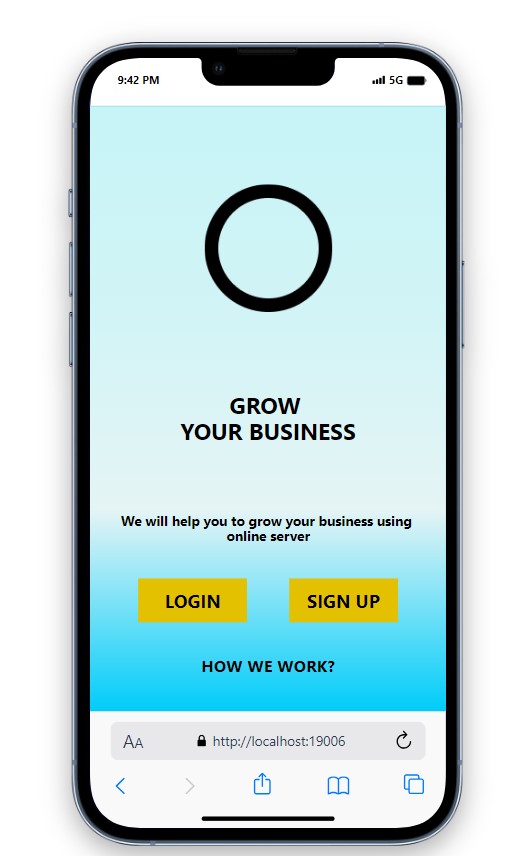 9:42 PM 5G
GROW
YOUR BUSINESS
We will help you to grow your business using
online server
LOGIN SIGN UP
HOW WE WORK?
AA http://localhost:19006